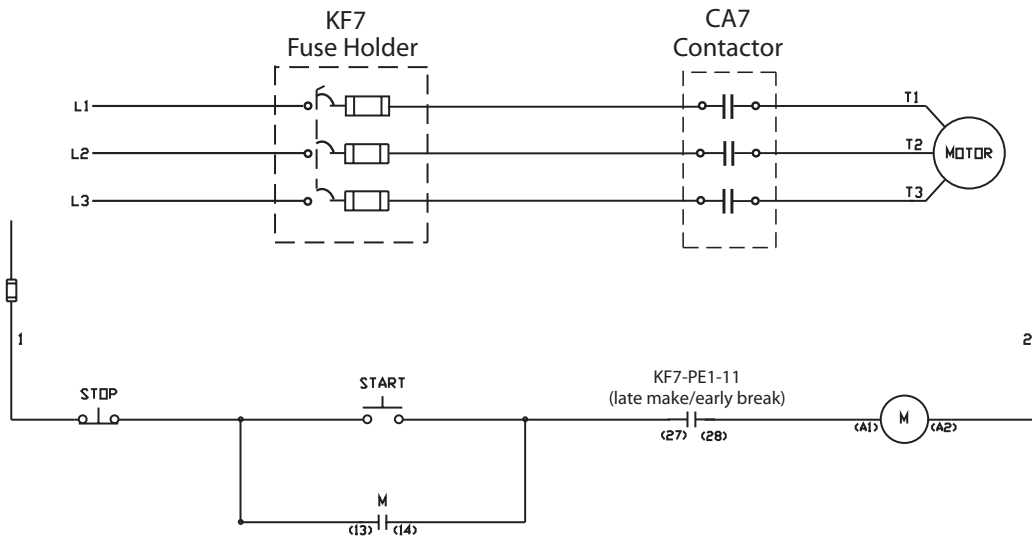 KF7
Fuse Holder
CA7
Contactor
L1
L2
L3
T1
T2
T3
MOTOR
1
2
STOP
START
KF7-PE1-11
(late make/early break)
(27) (28)
(A1) M (A2)
M
(13) (14)